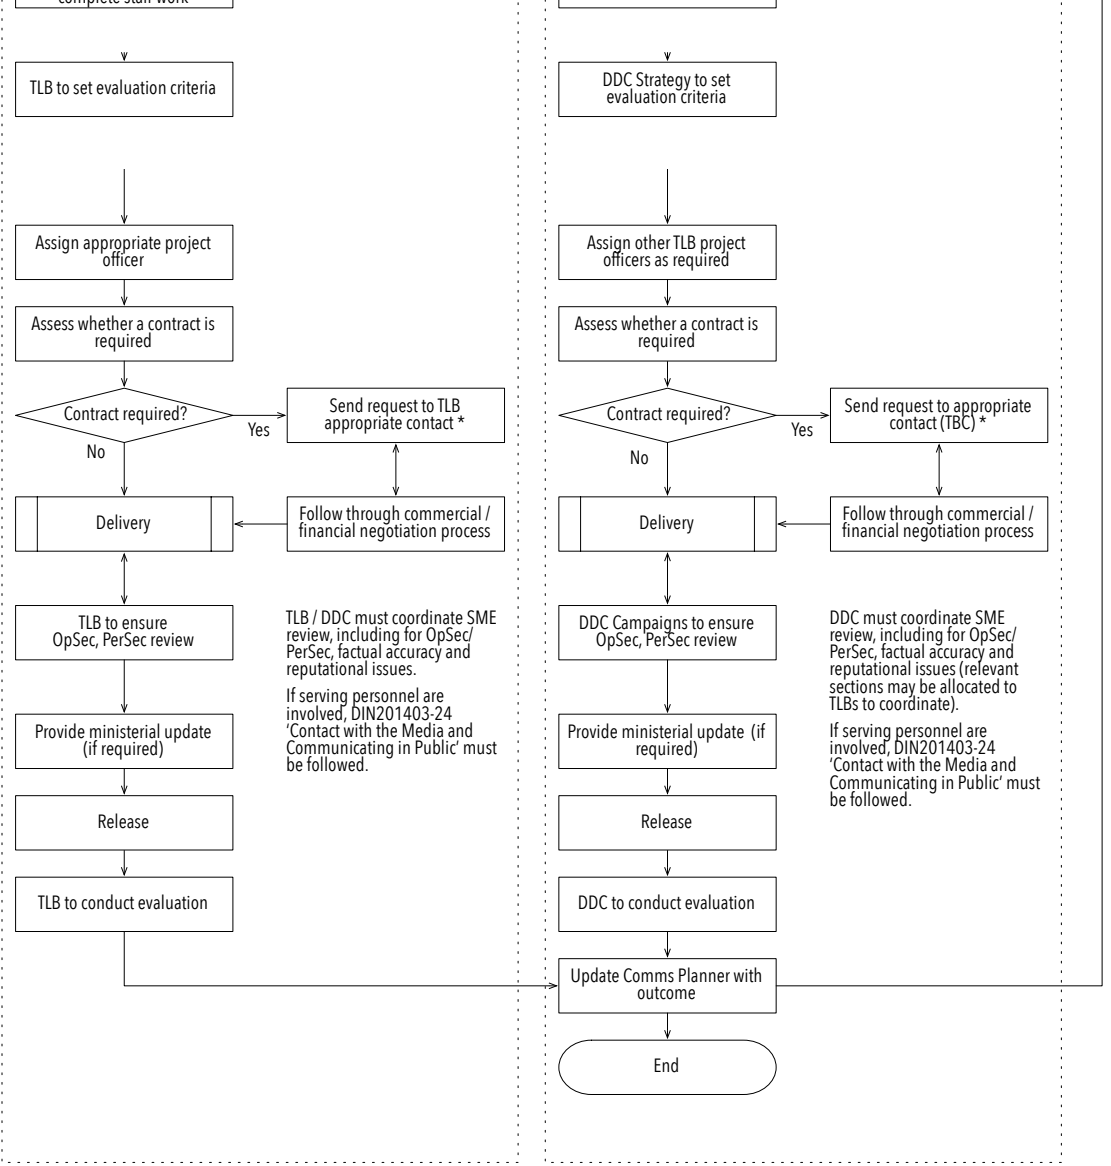 complete staff work
TLB to set evaluation criteria
Assign appropriate project
officer
Assess whether a contract is
required
Contract required?
Yes
No
Send request to TLB
appropriate contact *
Delivery
Follow through commercial /
financial negotiation process
TLB to ensure
OpSec, PerSec review
TLB / DDC must coordinate SME
review, including for OpSec/
PerSec, factual accuracy and
reputational issues.
If serving personnel are
involved, DIN201403-24
‘Contact with the Media and
Communicating in Public’ must
be followed.
Provide ministerial update
(if required)
Release
TLB to conduct evaluation
DDC Strategy to set
evaluation criteria
Assign other TLB project
officers as required
Assess whether a contract is
required
Contract required?
Yes
No
Send request to appropriate
contact (TBC) *
Delivery
Follow through commercial /
financial negotiation process
DDC Campaigns to ensure
OpSec, PerSec review
DDC must coordinate SME
review, including for OpSec/
PerSec, factual accuracy and
reputational issues (relevant
sections may be allocated to
TLBs to coordinate).
If serving personnel are
involved, DIN201403-24
‘Contact with the Media and
Communicating in Public’ must
be followed.
Provide ministerial update (if
required)
Release
DDC to conduct evaluation
Update Comms Planner with
outcome
End